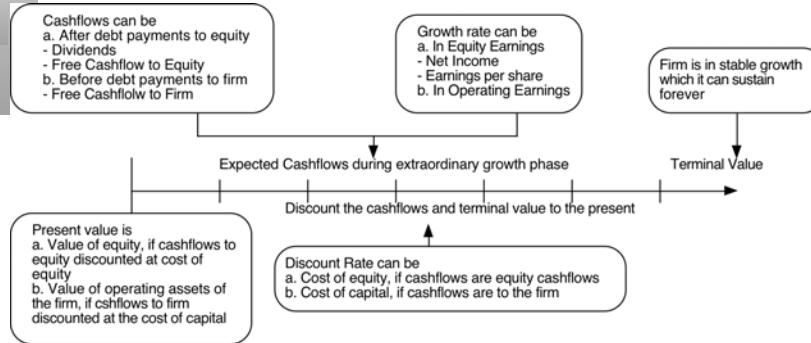 Cashflows can be
a. After debt payments to equity
- Dividends
- Free Cashflow to Equity
b. Before debt payments to firm
- Free Cashflolw to Firm
Growth rate can be
a. In Equity Earnings
- Net Income
- Earnings per share
b. In Operating Earnings
Firm is in stable growth
which it can sustain
forever
Expected Cashflows during extraordinary growth phase
Terminal Value
Discount the cashflows and terminal value to the present
Present value is
a. Value of equity, if cashflows to
equity discounted at cost of
equity
b. Value of operating assets of
the firm, if cshflows to firm
discounted at the cost of capital
Discount Rate can be
a. Cost of equity, if cashflows are equity cashflows
b. Cost of capital, if cashflows are to the firm